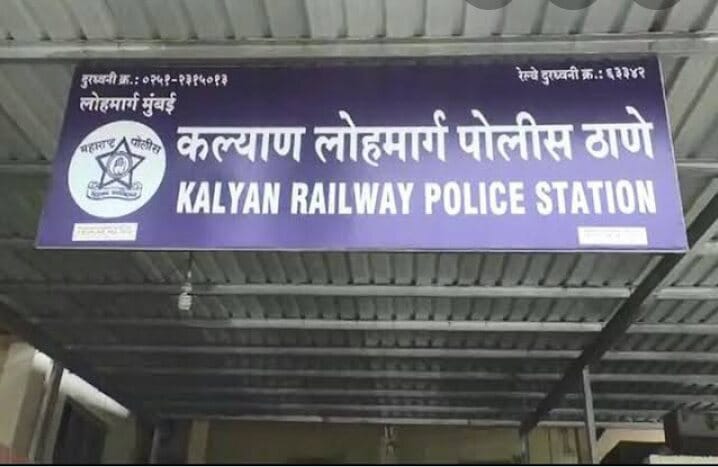 दुरध्वनी क्र.: ०२५१-२३१५०१३
रेल्वे दुरध्वनी क्र.: ६३३४२
लोहमार्ग मुंबई
महाराष्ट्र पोलीस
कल्याण लोहमार्ग पोलीस ठाणे
KALYAN RAILWAY POLICE STATION